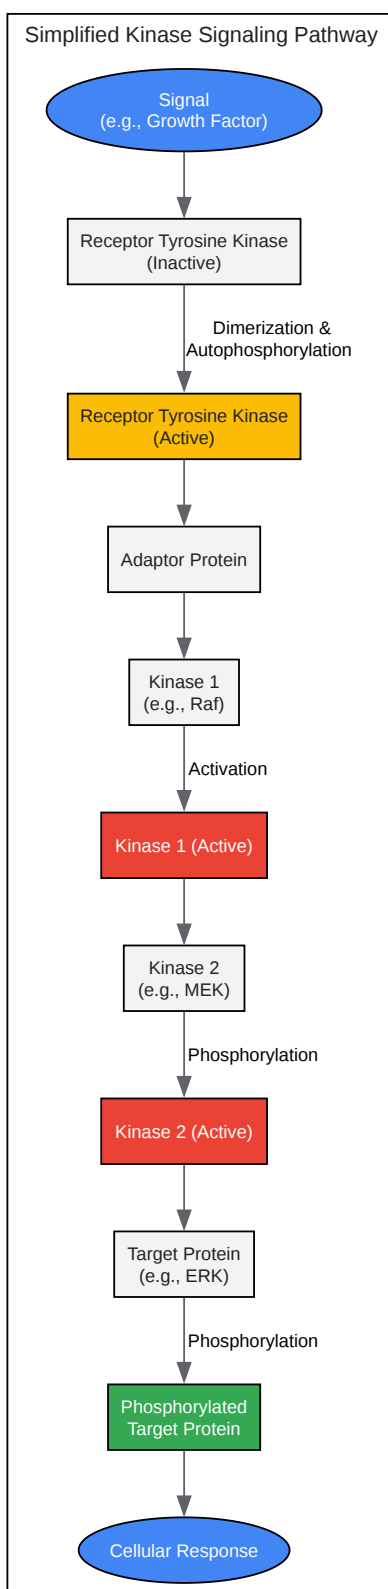 Simplified Kinase Signaling Pathway
Signal
(e.g., Growth Factor)
Receptor Tyrosine Kinase
(Inactive)
Dimerization &
Autophosphorylation
Receptor Tyrosine Kinase
(Active)
Adaptor Protein
Kinase 1
(e.g., Raf)
Activation
Kinase 1 (Active)
Kinase 2
(e.g., MEK)
Phosphorylation
Kinase 2 (Active)
Target Protein
(e.g., ERK)
Phosphorylation
Phosphorylated
Target Protein
Cellular Response